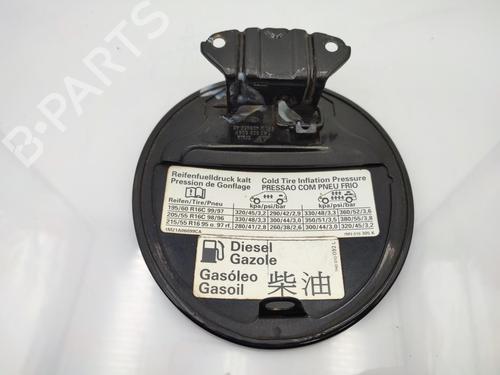 Reifenfuelldruck kalt
Pression de Gonflage
Cold Tire Inflation Pressure
PRESSAO COM PNEU FRIO
Reifen/Tire/Pneu
kpa/psi/bar
kpa/psi/bar
195/60 R16C 99/97 320/45/3,2 290/42/2,9 330/48/3,3 360/52/3,6
205/55 R16C 98/96 330/48/3,3 300/44/3,0 350/51/3,5 380/55/3,8
215/55 R16 95 o. 97 rf. 280/41/2,8 260/38/2,6 300/44/3,0 320/45/3,2
Diesel
Gazole
Gasóleo
Gasoil
柴油
B-PARTS